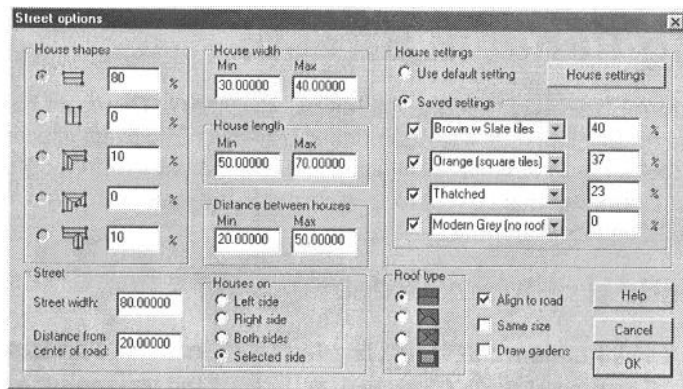 Street options
House shapes
80 %
0 %
10 %
0 %
10 %
House width
Min Max
30.00000 40.00000
House length
Min Max
50.00000 70.00000
Distance between houses
Min Max
20.00000 50.00000
House settings
Use default setting House settings
Saved settings
Brown w Slate tiles 40 %
Orange (square tiles) 37 %
Thatched 23 %
Modern Grey (no roof 0 %
Street
Street width: 80.00000
Distance from
center of road: 20.00000
Houses on
Left side
Right side
Both sides
Selected side
Roof type
Align to road
Same size
Draw gardens
Help
Cancel
OK